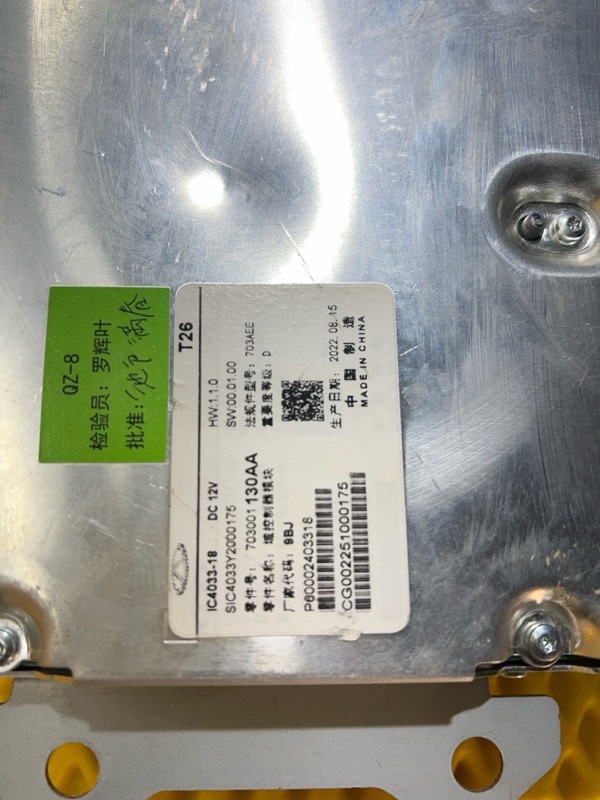 QZ-8
检验员：罗辉叶
批准：
T26
IC4033-18 DC 12V HW:1.1.0
SIC4033Y2000175 SW:00.01.00
零件号：703001130AA 法规件型号：703AEE
零件名称：域控制器模块 重要度等级：D
厂家代码：9BJ
P60002403318 生产日期：2022.08.15
中国制造
CG002251000175 MADE IN CHINA